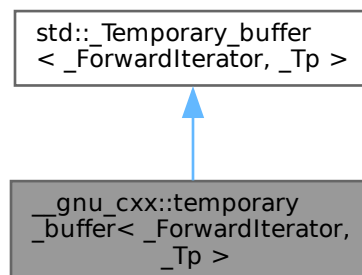 std::_Temporary_buffer
< _ForwardIterator, _Tp >
__gnu_cxx::temporary
_buffer< _ForwardIterator,
_Tp >